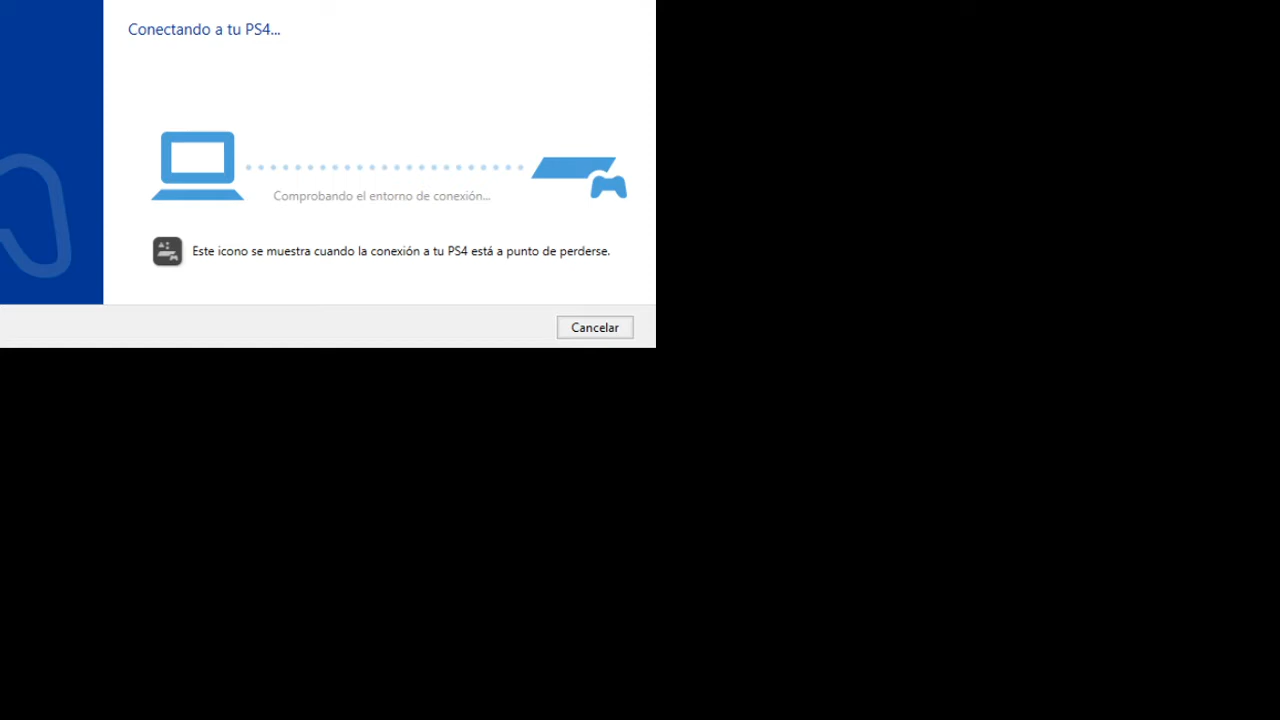 Conectando a tu PS4...
Comprobando el entorno de conexión...
Este icono se muestra cuando la conexión a tu PS4 está a punto de perderse.
Cancelar